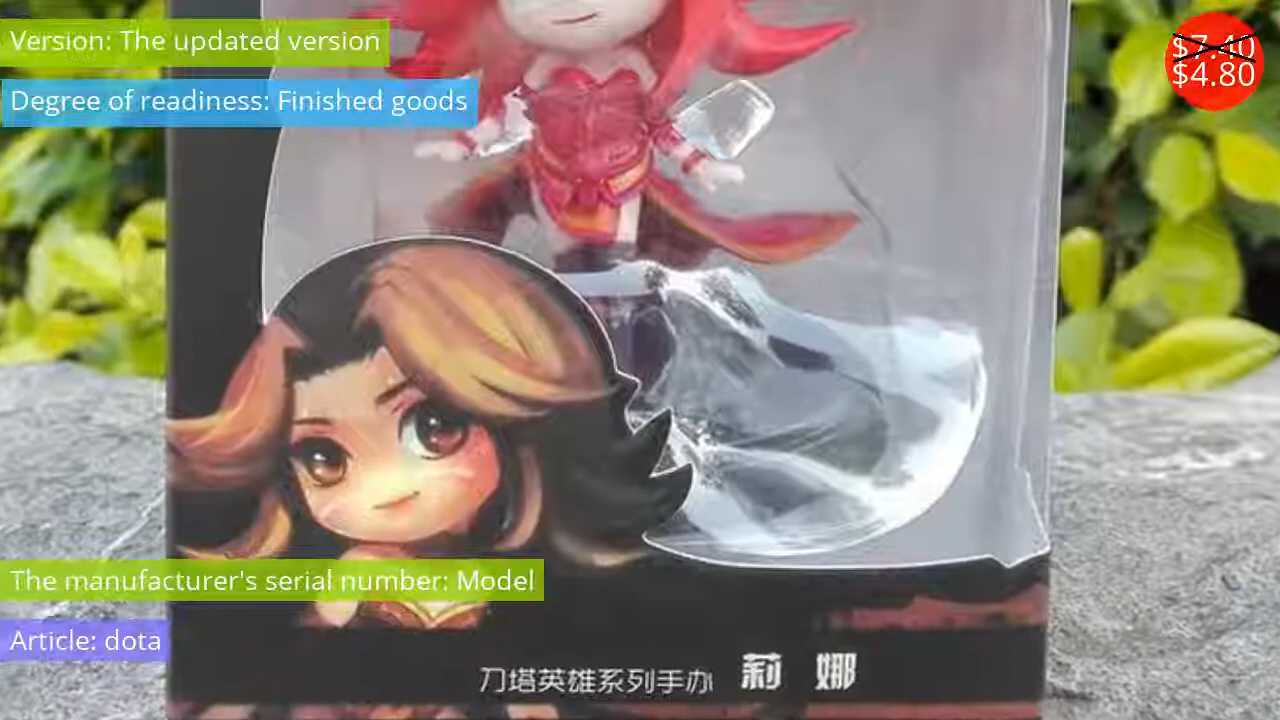 Version: The updated version
$7.40
$4.80
Degree of readiness: Finished goods
The manufacturer's serial number: Model
Article: dota
刀塔英雄系列手办 莉娜